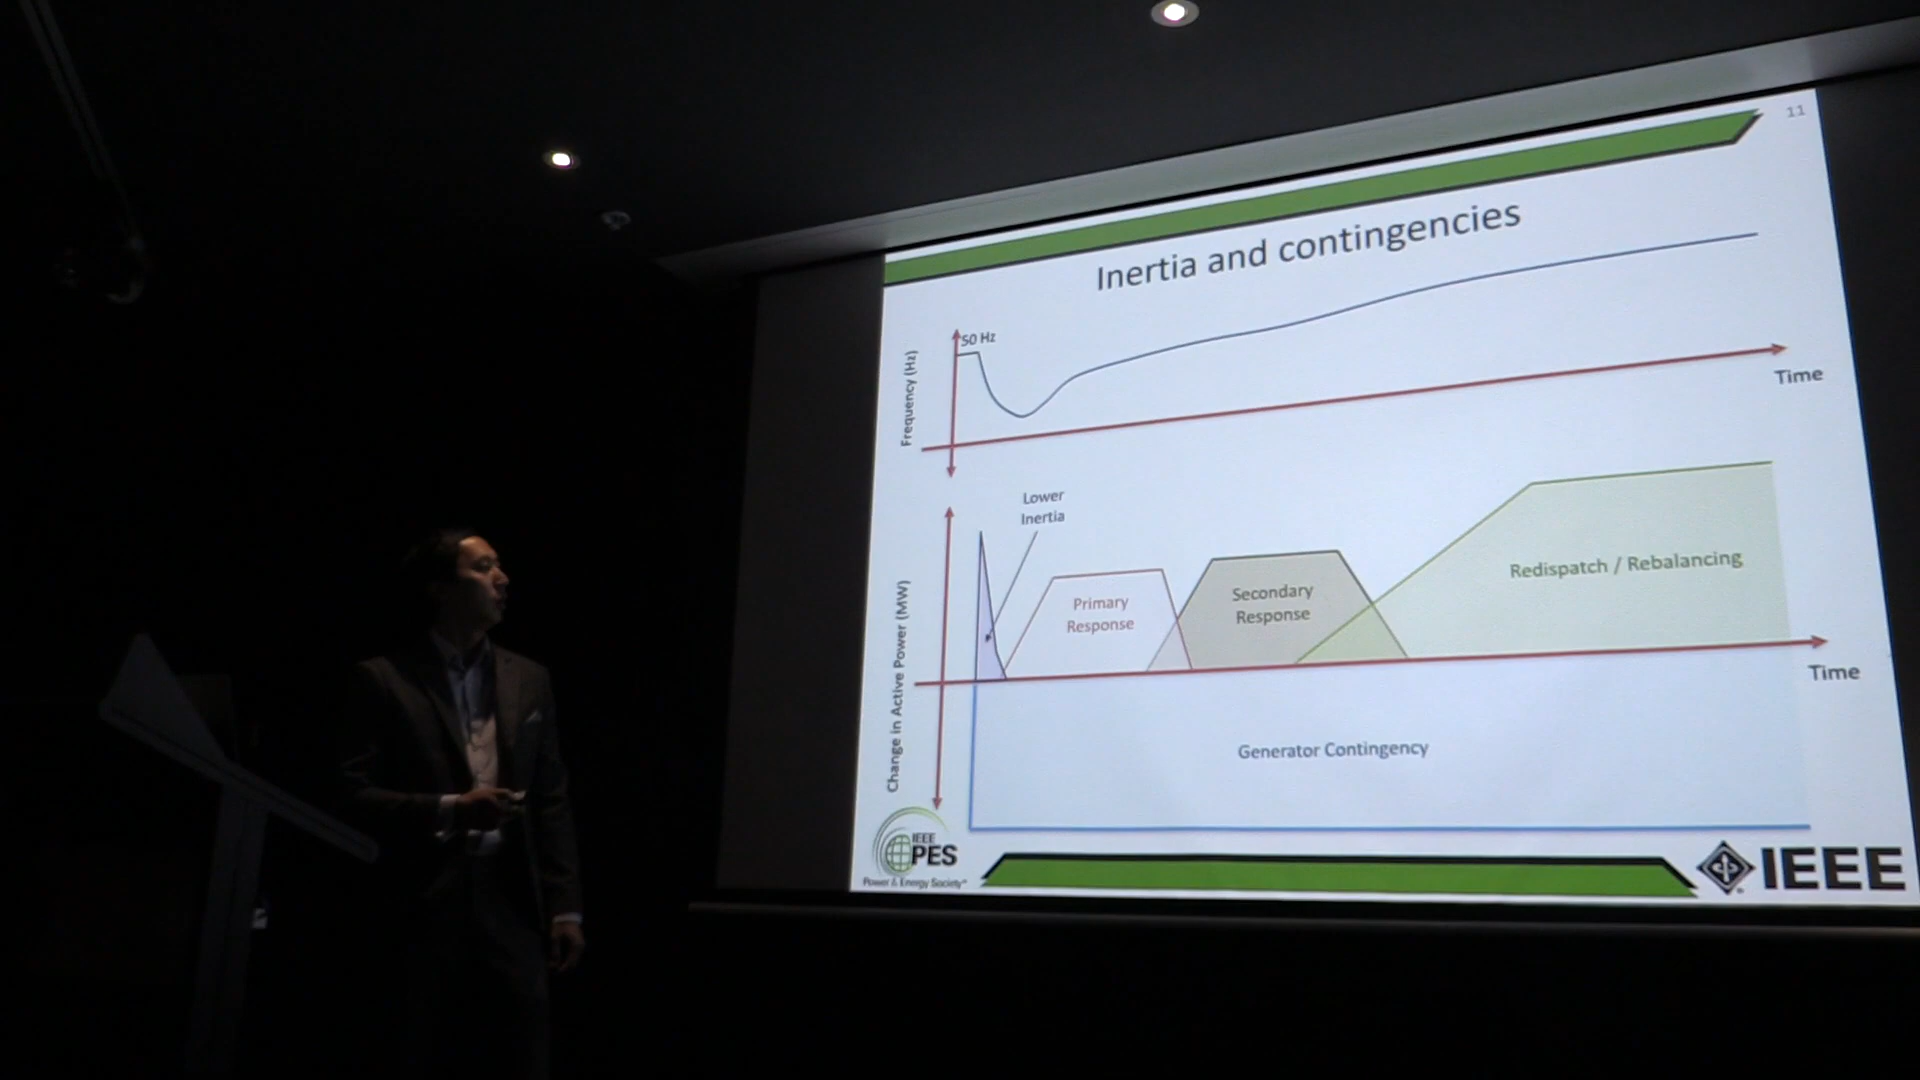 11
Inertia and contingencies
50 Hz
Frequency (Hz)
Time
Lower
Inertia
Primary
Response
Secondary
Response
Redispatch / Rebalancing
Change in Active Power (MW)
Time
Generator Contingency
IEEE
PES
Power & Energy Society
IEEE